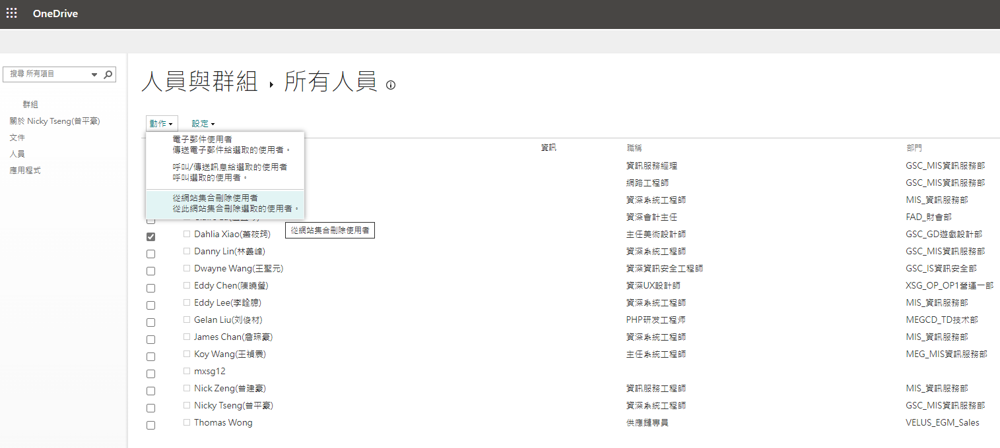 OneDrive
搜尋 所有項目
人員與群組 ▸ 所有人員
群組
關於 Nicky Tseng(曾平豪)
文件
人員
應用程式
動作 設定
電子郵件使用者
傳送電子郵件給選取的使用者。
呼叫/傳送訊息給選取的使用者
呼叫選取的使用者。
從網站集合刪除使用者
從此網站集合刪除選取的使用者。
從網站集合刪除使用者
資訊 職稱 部門
資訊服務經理 GSC_MIS資訊服務部
網路工程師 GSC_MIS資訊服務部
資深系統工程師 MIS_資訊服務部
資深會計主任 FAD_財會部
Dahlia Xiao(蕭筱筠) 主任美術設計師 GSC_GD遊戲設計部
Danny Lin(林義峰) 資深系統工程師 GSC_MIS資訊服務部
Dwayne Wang(王聖元) 資深資訊安全工程師 GSC_IS資訊安全部
Eddy Chen(陳曉瑩) 資深UX設計師 XSG_OP_OP1營運一部
Eddy Lee(李詮臆) 資深系統工程師 MIS_資訊服務部
Gelan Liu(刘俊材) PHP研发工程师 MEGCD_TD技术部
James Chan(詹琮豪) 資深系統工程師 MIS_資訊服務部
Koy Wang(王禎震) 主任系統工程師 MEG_MIS資訊服務部
mxsg12
Nick Zeng(曾建豪) 資訊服務工程師 MIS_資訊服務部
Nicky Tseng(曾平豪) 資深系統工程師 GSC_MIS資訊服務部
Thomas Wong 供應鏈專員 VELUS_EGM_Sales